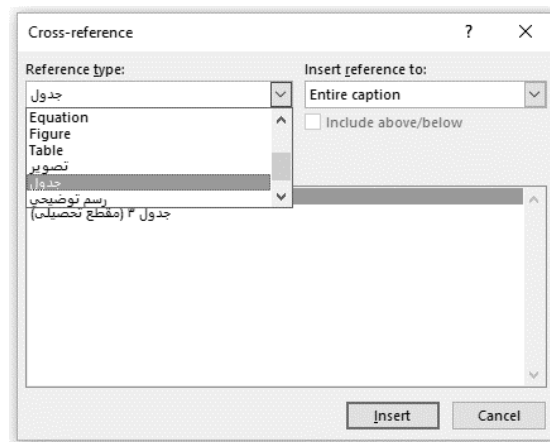 Cross-reference ? ×
Reference type: Insert reference to:
جدول Entire caption
Equation Include above/below
Figure
Table
تصویر
جدول
رسم توضیحي
جدول ۳ (مقطع تحصیلی)
Insert Cancel